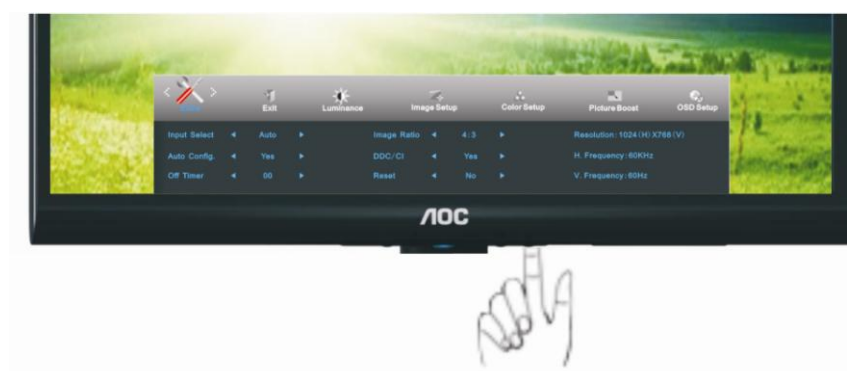 < >
Exit Luminance Image Setup Color Setup Picture Boost OSD Setup
Input Select ◄ Auto ► Image Ratio ◄ 4:3 ► Resolution: 1024 (H) X768 (V)
Auto Config. ◄ Yes ► DDC/CI ◄ Yes ► H. Frequency: 60KHz
Off Timer ◄ 00 ► Reset ◄ No ► V. Frequency: 60Hz
AOC